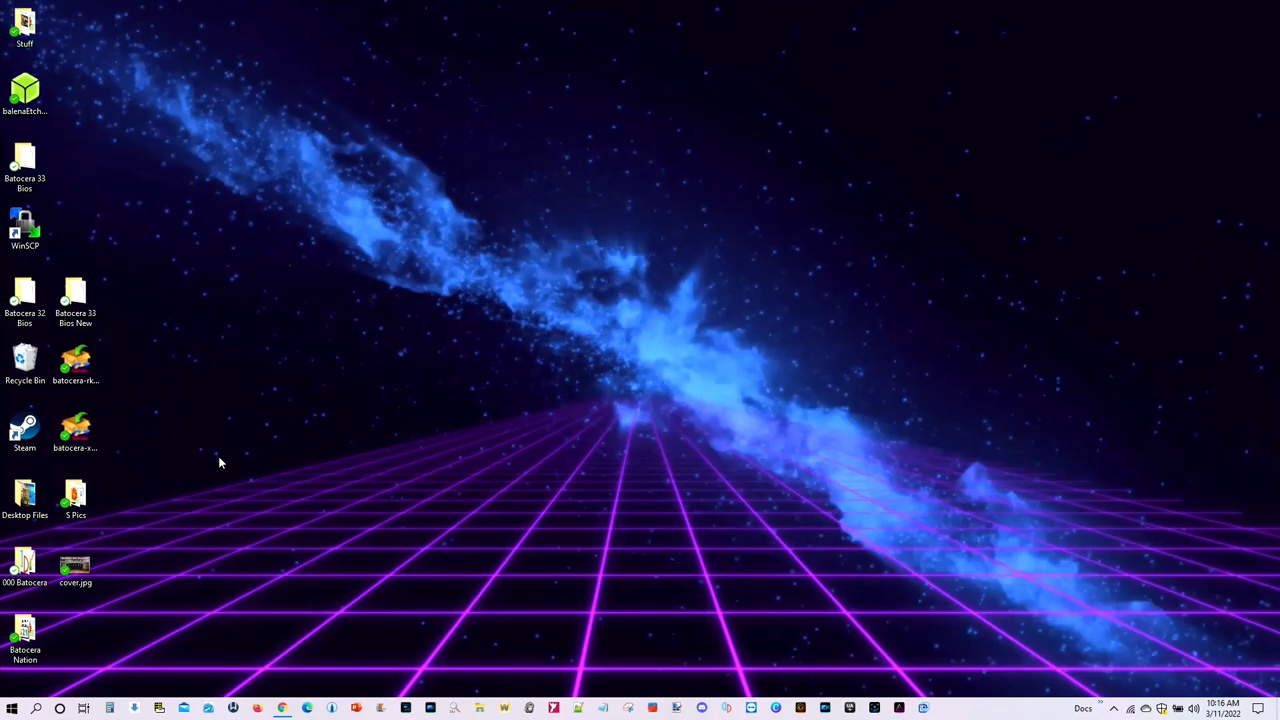 Stuff
balenaEtch...
Batocera 33
Bios
WinSCP
Batocera 32
Bios
Batocera 33
Bios New
Recycle Bin
batocera-rk...
Steam
batocera-x...
Desktop Files
S Pics
000 Batocera
cover.jpg
Batocera
Nation
Docs
10:16 AM
3/11/2022